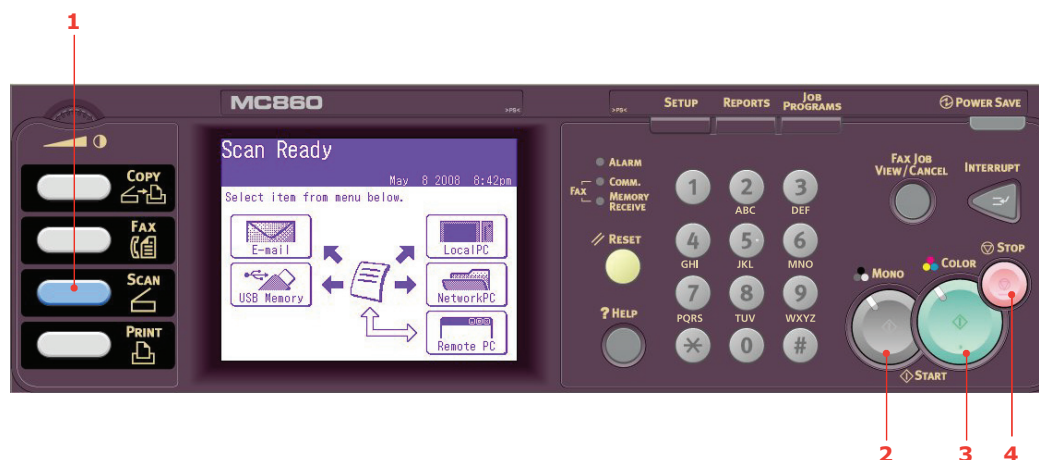 1
MC860
>PS<
>PS<
SETUP
REPORTS
JOB
PROGRAMS
POWER SAVE
COPY
FAX
SCAN
PRINT
Scan Ready
May 8 2008 8:42pm
Select item from menu below.
E-mail
LocalPC
USB Memory
NetworkPC
Remote PC
ALARM
FAX
COMM.
MEMORY
RECEIVE
RESET
? HELP
1
2
3
ABC
DEF
4
5
6
GHI
JKL
MNO
7
8
9
PQRS
TUV
WXYZ
0
#
FAX JOB
VIEW/CANCEL
INTERRUPT
STOP
MONO
COLOR
START
2
3
4